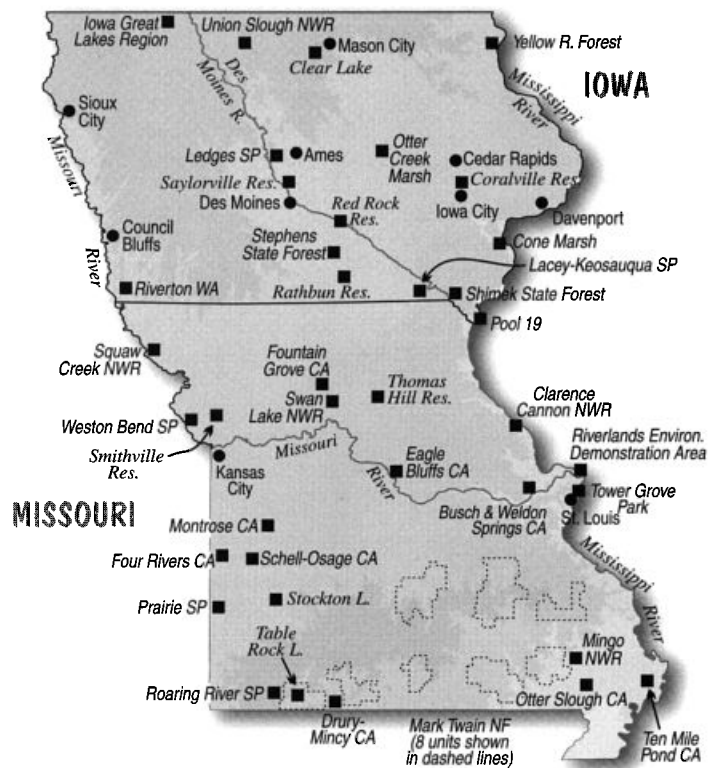 Iowa Great
Lakes Region
Union Slough NWR
Mason City
Clear Lake
Yellow R. Forest
IOWA
Des
Moines R.
Mississippi
River
Sioux
City
Missouri
River
Ledges SP
Ames
Otter
Creek
Marsh
Cedar Rapids
Coralville Res.
Saylorville Res.
Des Moines
Red Rock
Res.
Iowa City
Davenport
Council
Bluffs
Stephens
State Forest
Cone Marsh
Lacey-Keosauqua SP
Riverton WA
Rathbun Res.
Shimek State Forest
Pool 19
Squaw
Creek NWR
Fountain
Grove CA
Swan
Lake NWR
Thomas
Hill Res.
Clarence
Cannon NWR
Weston Bend SP
Smithville
Res.
Missouri
River
Kansas
City
Eagle
Bluffs CA
Riverlands Environ.
Demonstration Area
Tower Grove
Park
St. Louis
Busch & Weldon
Springs CA
MISSOURI
Montrose CA
Four Rivers CA
Schell-Osage CA
Mississippi
River
Prairie SP
Stockton L.
Table
Rock L.
Mingo
NWR
Roaring River SP
Otter Slough CA
Drury-
Mincy CA
Mark Twain NF
(8 units shown
in dashed lines)
Ten Mile
Pond CA